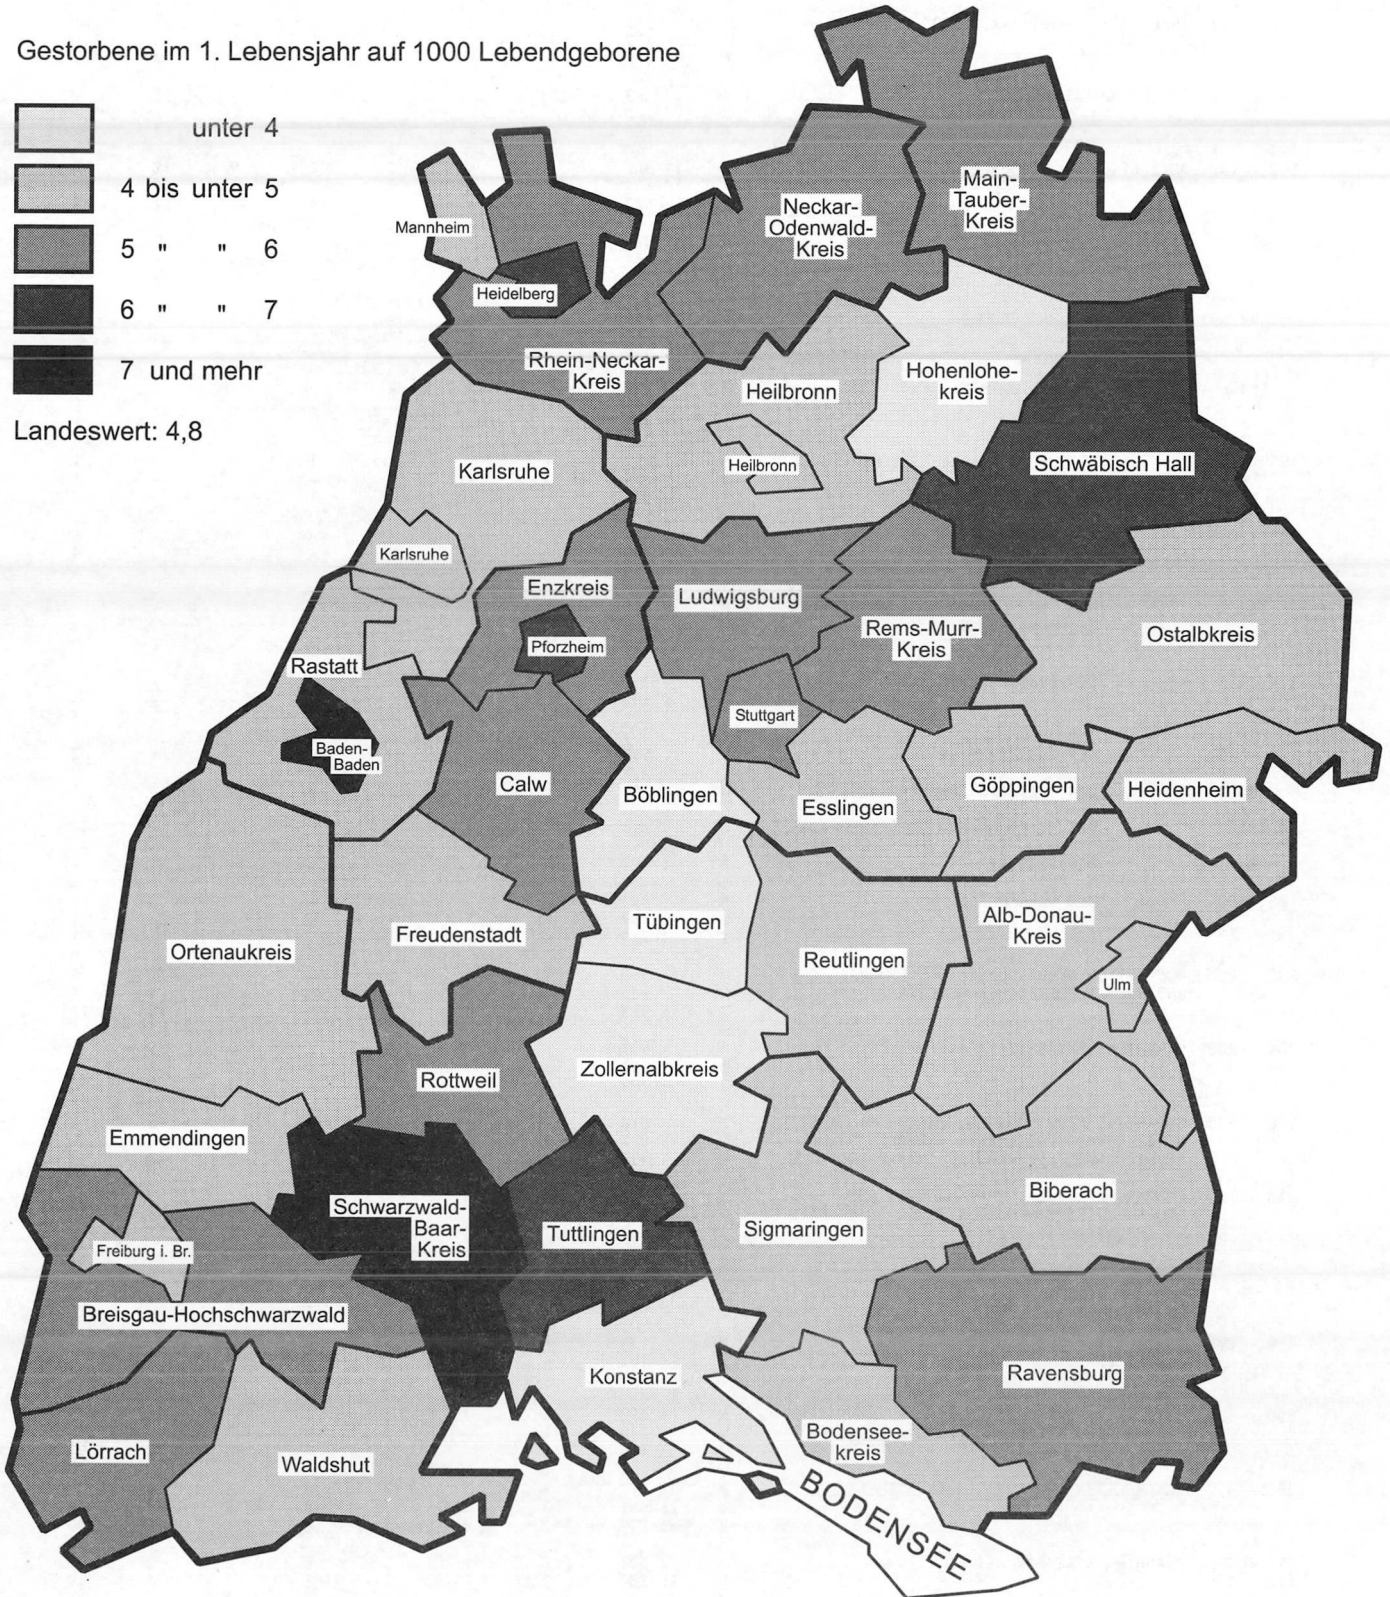 Gestorbene im 1. Lebensjahr auf 1000 Lebendgeborene
unter 4
4 bis unter 5
5 " " 6
6 " " 7
7 und mehr
Landeswert: 4,8
Main-
Tauber-
Kreis
Neckar-
Odenwald-
Kreis
Mannheim
Heidelberg
Rhein-Neckar-
Kreis
Heilbronn
Hohenlohe-
kreis
Heilbronn
Schwäbisch Hall
Karlsruhe
Karlsruhe
Enzkreis
Ludwigsburg
Pforzheim
Rems-Murr-
Kreis
Ostalbkreis
Rastatt
Stuttgart
Baden-
Baden
Calw
Böblingen
Esslingen
Göppingen
Heidenheim
Ortenaukreis
Freudenstadt
Tübingen
Reutlingen
Alb-Donau-
Kreis
Ulm
Rottweil
Zollernalbkreis
Emmendingen
Schwarzwald-
Baar-
Kreis
Tuttlingen
Sigmaringen
Biberach
Freiburg i. Br.
Breisgau-Hochschwarzwald
Konstanz
Ravensburg
Lörrach
Waldshut
Bodensee-
kreis
BODENSEE